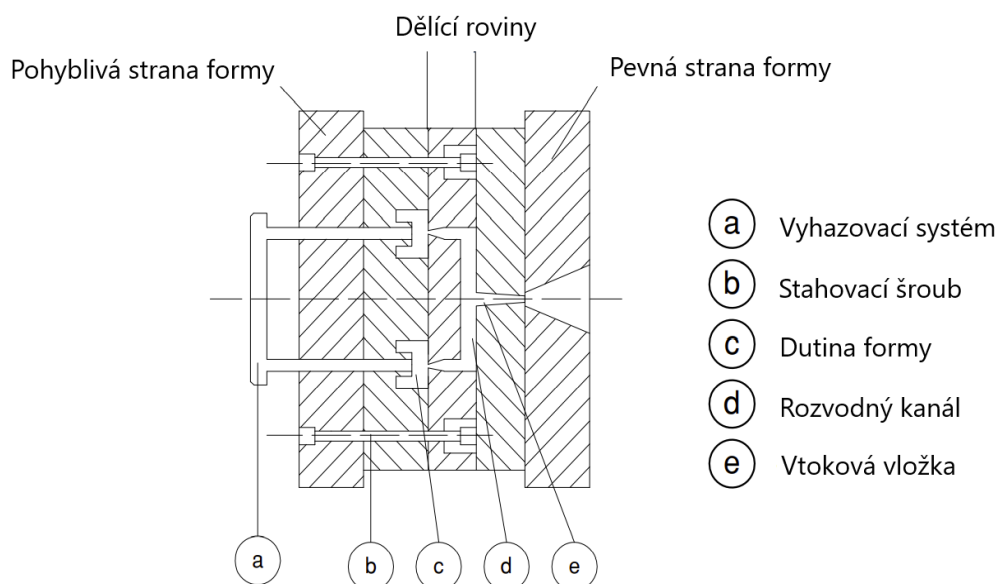 Dělící roviny
Pohyblivá strana formy
Pevná strana formy
a Vyhazovací systém
b Stahovací šroub
c Dutina formy
d Rozvodný kanál
e Vtoková vložka
a b c d e